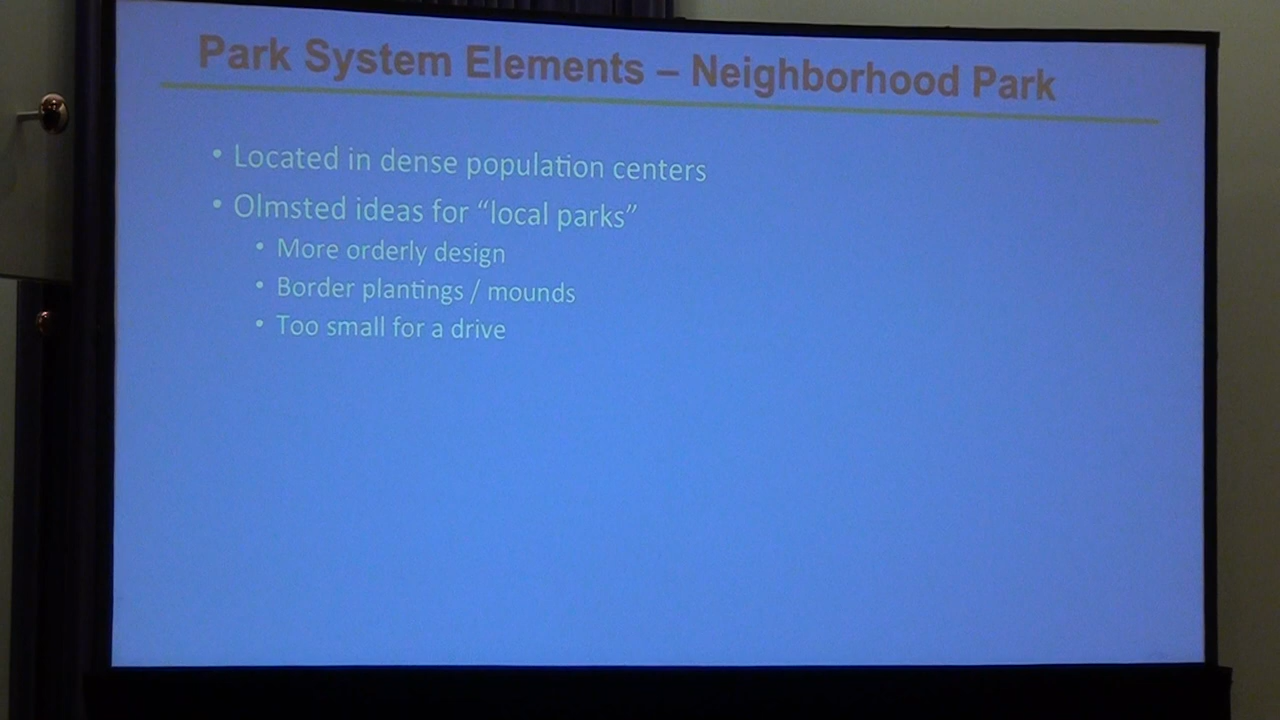 Park System Elements – Neighborhood Park
• Located in dense population centers
• Olmsted ideas for “local parks”
• More orderly design
• Border plantings / mounds
• Too small for a drive